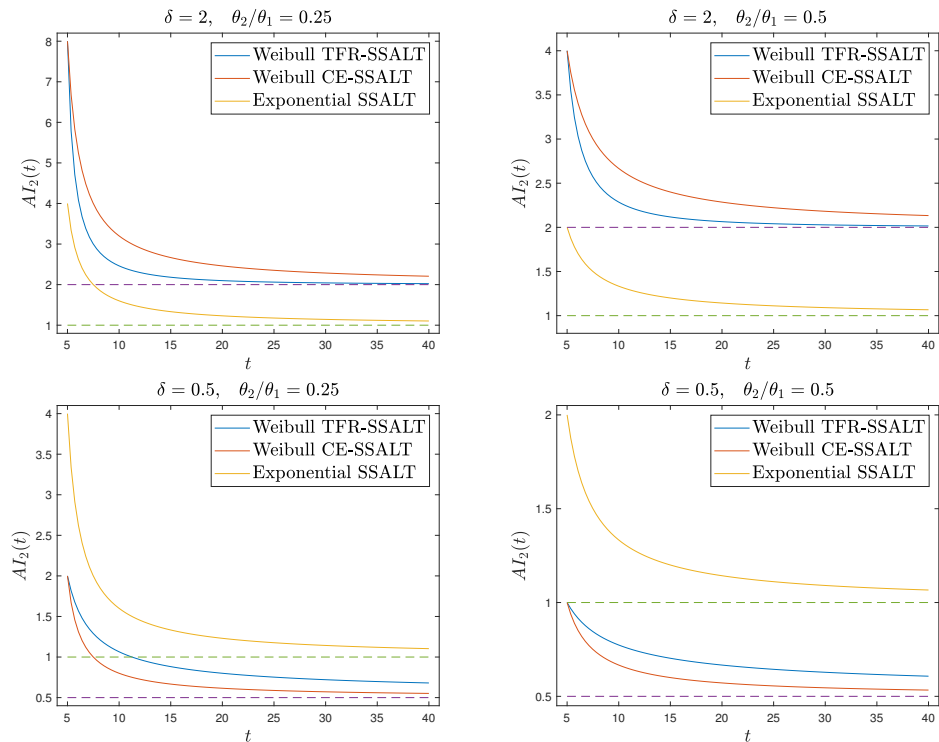 δ = 2,  θ₂/θ₁ = 0.25
AI₂(t)
8
7
6
5
4
3
2
1
Weibull TFR-SSALT
Weibull CE-SSALT
Exponential SSALT
5 10 15 20 25 30 35 40
t
δ = 2,  θ₂/θ₁ = 0.5
AI₂(t)
4
3.5
3
2.5
2
1.5
1
Weibull TFR-SSALT
Weibull CE-SSALT
Exponential SSALT
5 10 15 20 25 30 35 40
t
δ = 0.5,  θ₂/θ₁ = 0.25
AI₂(t)
4
3.5
3
2.5
2
1.5
1
0.5
Weibull TFR-SSALT
Weibull CE-SSALT
Exponential SSALT
5 10 15 20 25 30 35 40
t
δ = 0.5,  θ₂/θ₁ = 0.5
AI₂(t)
2
1.5
1
0.5
Weibull TFR-SSALT
Weibull CE-SSALT
Exponential SSALT
5 10 15 20 25 30 35 40
t